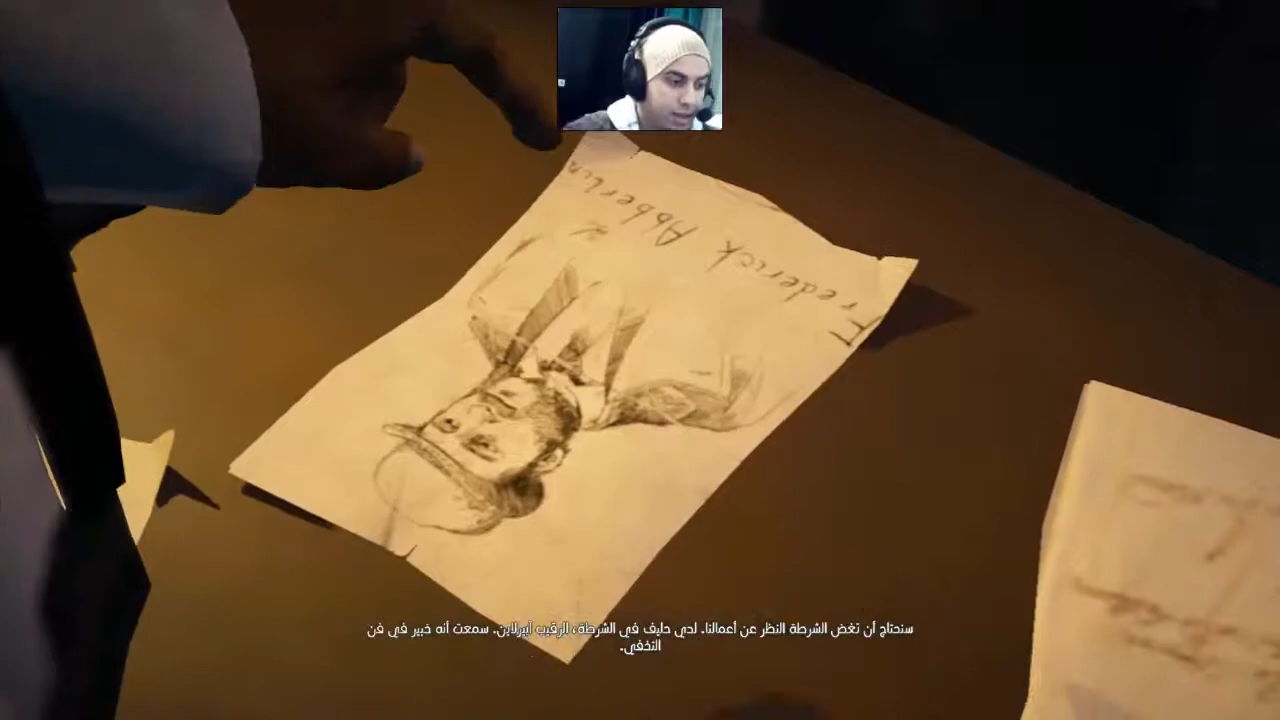 Frederick Abberline
سنحتاج أن تغض الشرطة النظر عن أعمالنا. لدي حليف في الشرطة، الرقيب آبيرلاين. سمعت أنه خبير في فن
التخفي.